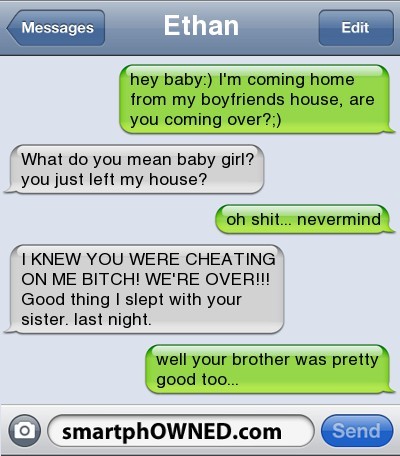 Messages
Ethan
Edit
hey baby:) I'm coming home
from my boyfriends house, are
you coming over?;)
What do you mean baby girl?
you just left my house?
oh shit... nevermind
I KNEW YOU WERE CHEATING
ON ME BITCH! WE'RE OVER!!!
Good thing I slept with your
sister. last night.
well your brother was pretty
good too...
smartphOWNED.com
Send